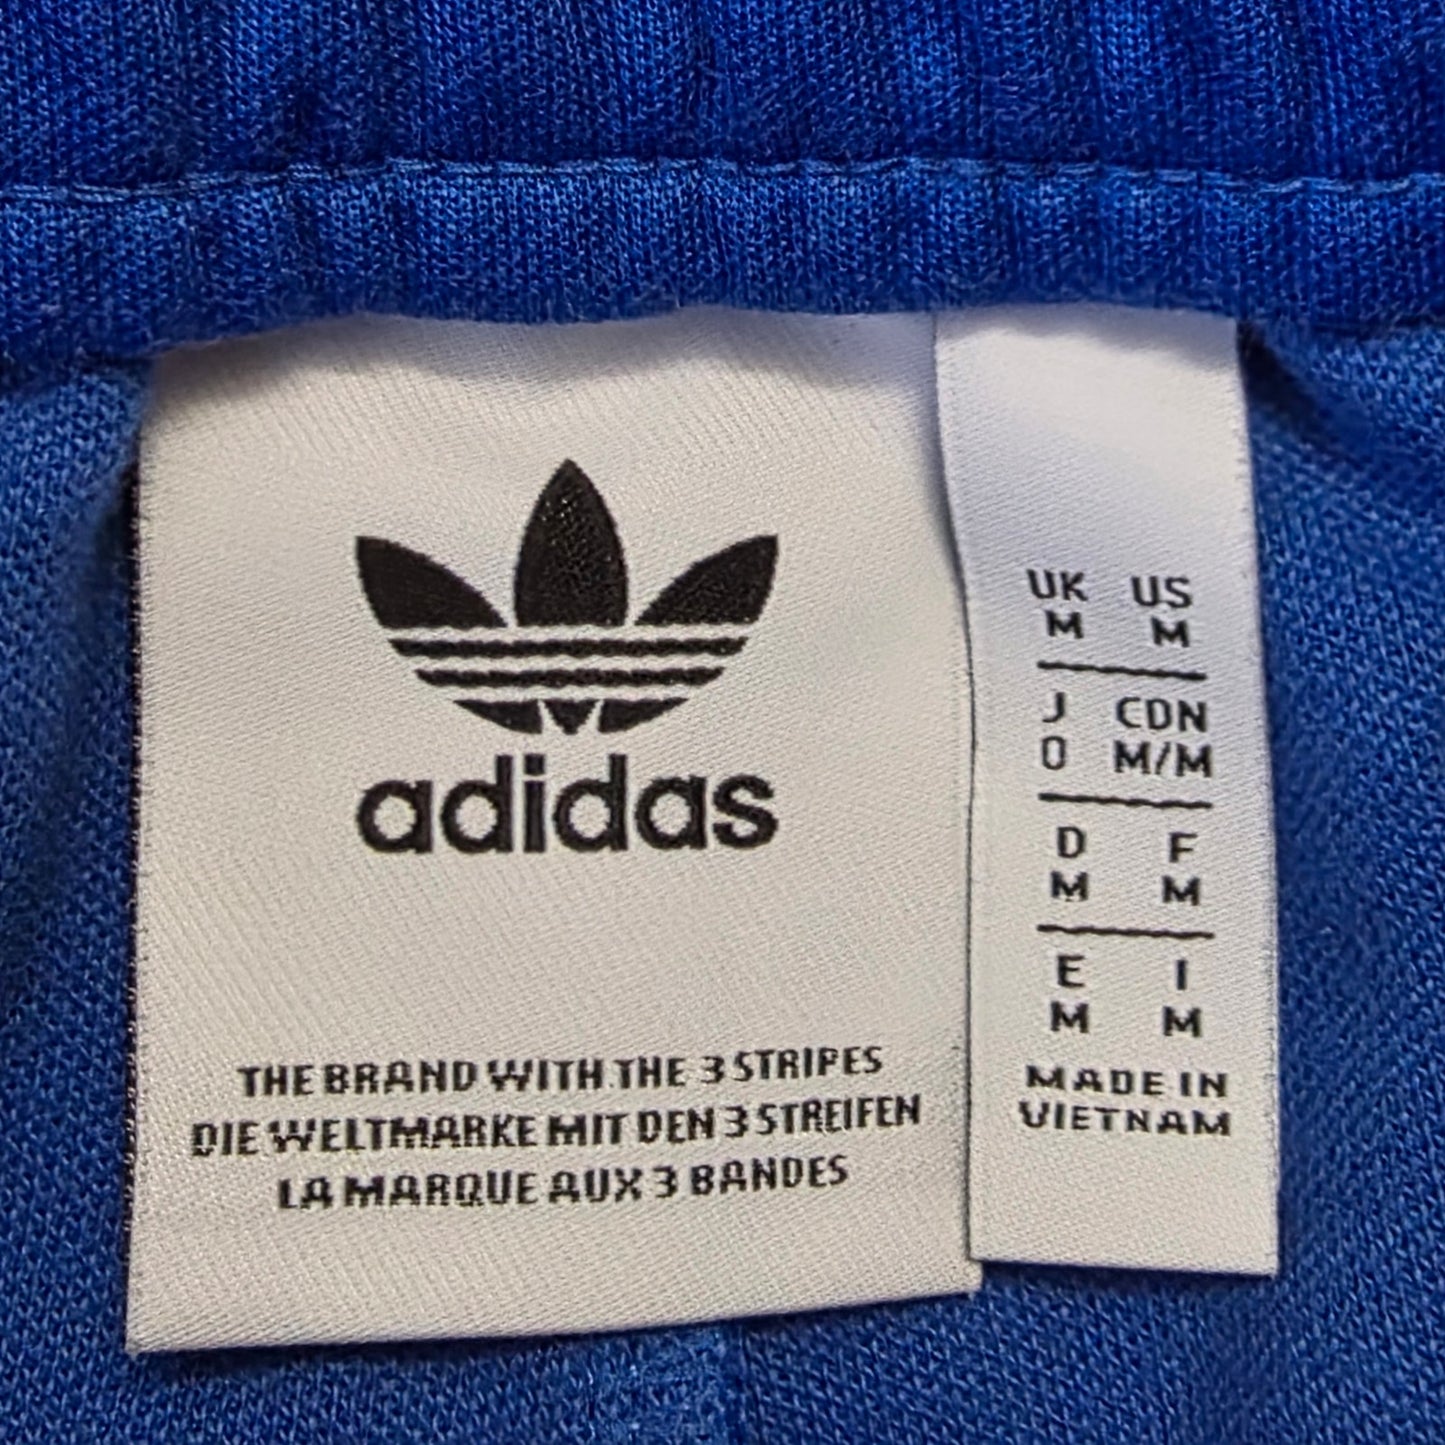 adidas
THE BRAND WITH THE 3 STRIPES
DIE WELTMARKE MIT DEN 3 STREIFEN
LA MARQUE AUX 3 BANDES
UK US
M M
J CDN
O M/M
D F
M M
E I
M M
MADE IN
VIETNAM